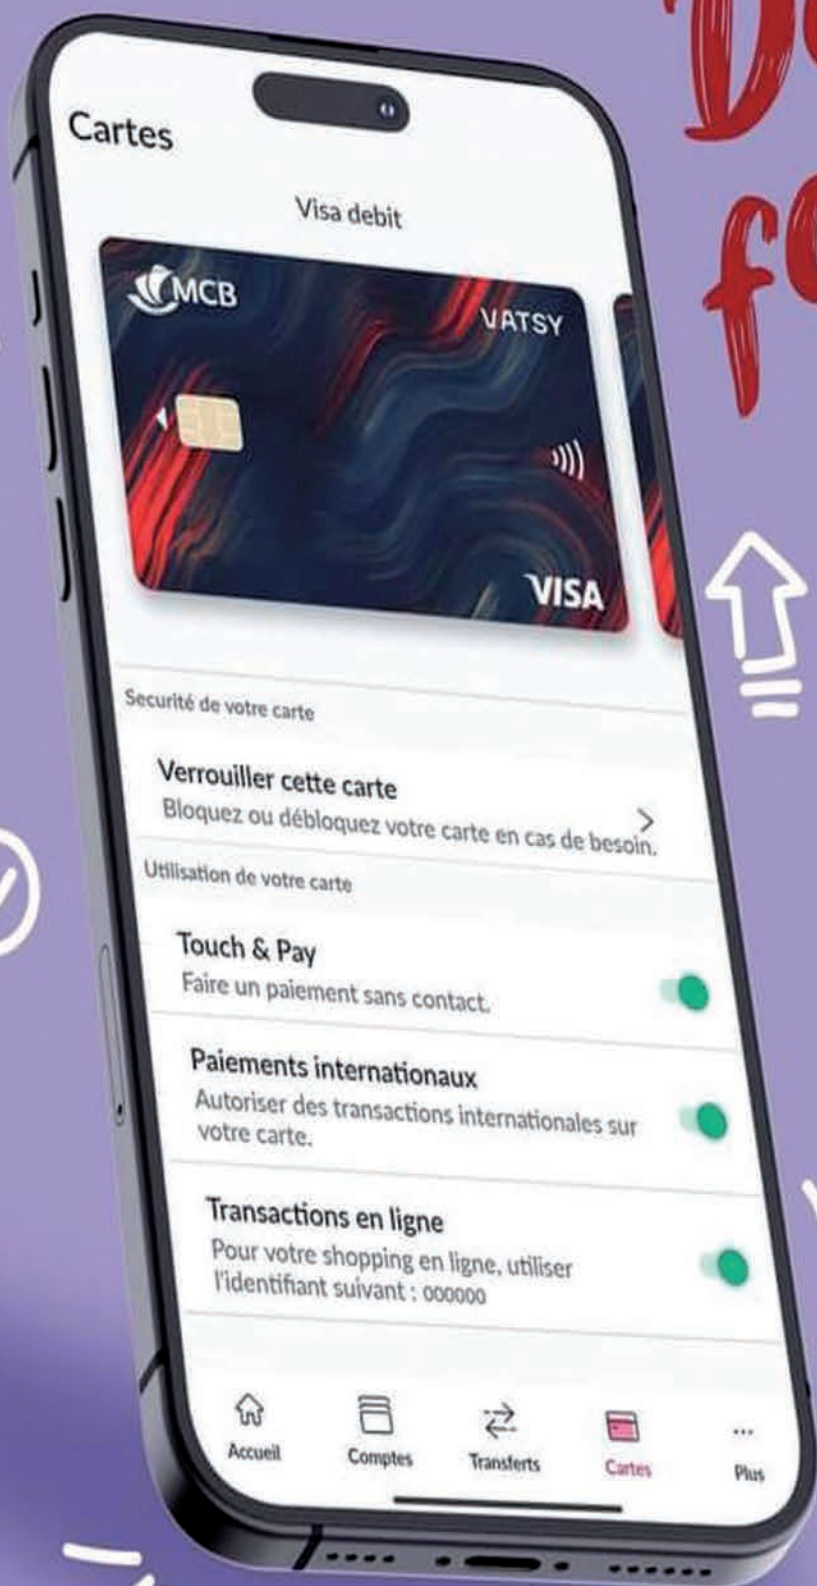 Cartes
Visa debit
MCB
VATSY
VISA
Securité de votre carte
Verrouiller cette carte
Bloquez ou débloquez votre carte en cas de besoin.
Utilisation de votre carte
Touch & Pay
Faire un paiement sans contact.
Paiements internationaux
Autoriser des transactions internationales sur
votre carte.
Transactions en ligne
Pour votre shopping en ligne, utiliser
l'identifiant suivant : 000000
Accueil
Comptes
Transferts
Cartes
Plus